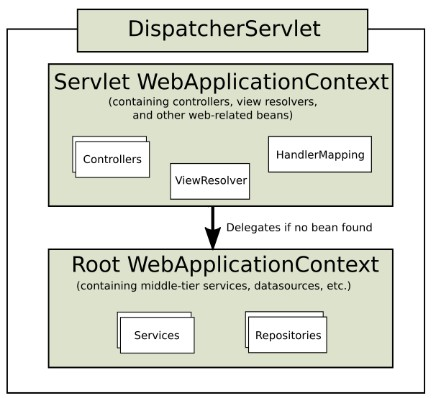 DispatcherServlet
Servlet WebApplicationContext
(containing controllers, view resolvers,
and other web-related beans)
HandlerMapping
Controllers
ViewResolver
Delegates if no bean found
Root WebApplicationContext
(containing middle-tier services, datasources, etc.)
Services
Repositories